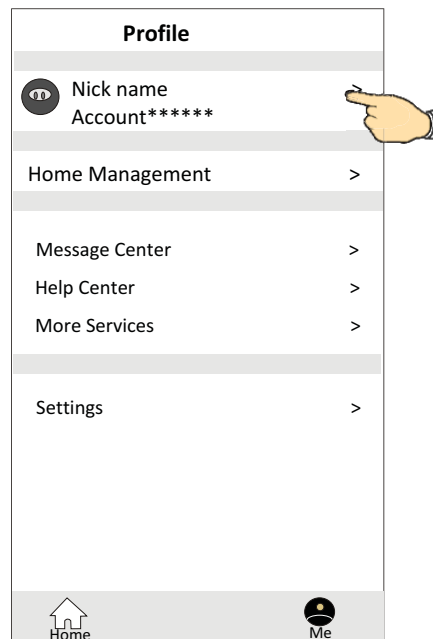 Profile
Nick name
Account******
Home Management >
Message Center >
Help Center >
More Services >
Settings >
Home
Me